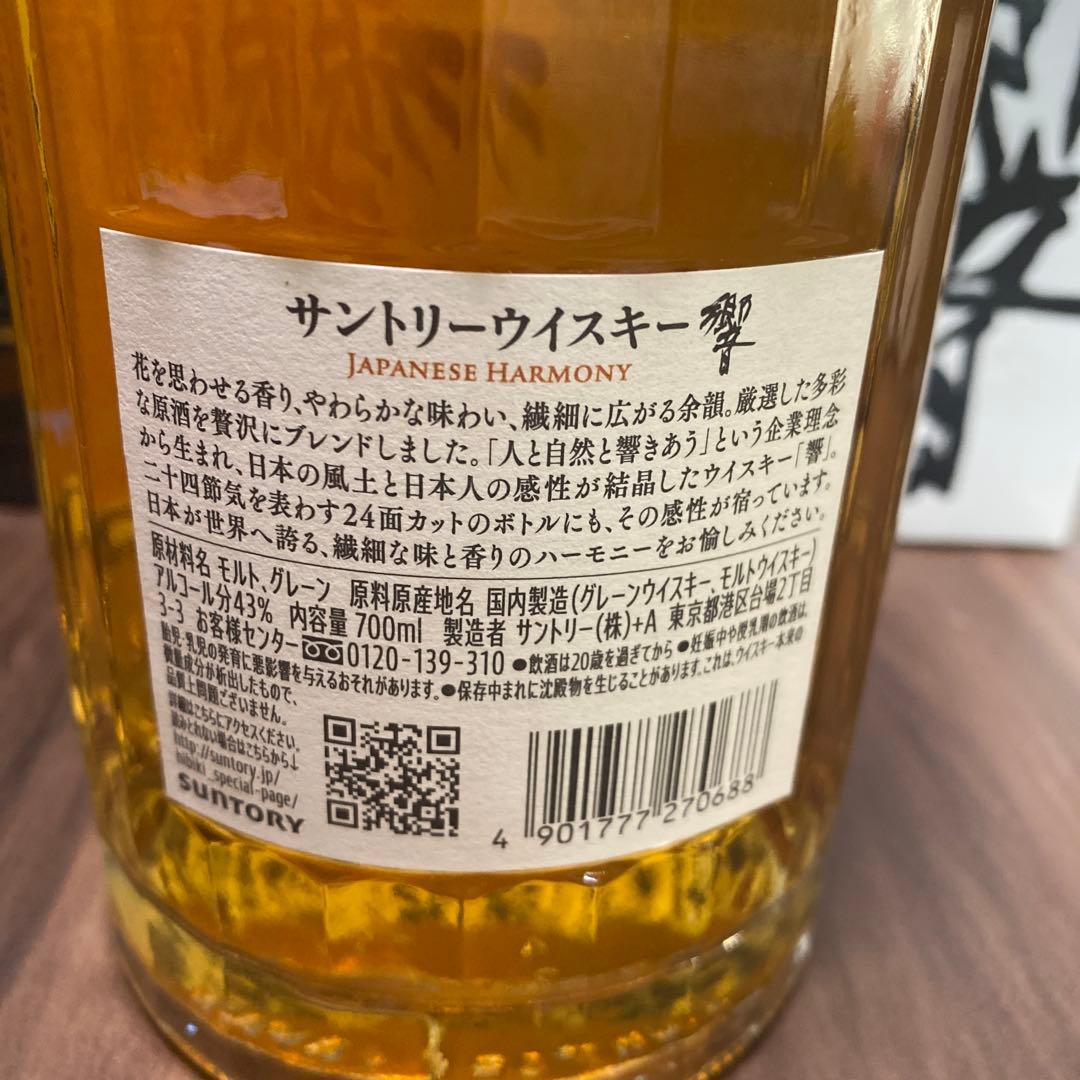 サントリーウイスキー 響
JAPANESE HARMONY
花を思わせる香り、やわらかな味わい、繊細に広がる余韻。厳選した多彩
な原酒を贅沢にブレンドしました。「人と自然と響きあう」という企業理念
から生まれ、日本の風土と日本人の感性が結晶したウイスキー「響」。
二十四節気を表わす24面カットのボトルにも、その感性が宿っています。
日本が世界へ誇る、繊細な味と香りのハーモニーをお愉しみください。
原材料名 モルト、グレーン 原料原産地名 国内製造(グレーンウイスキー、モルトウイスキー)
アルコール分43% 内容量 700ml 製造者 サントリー(株)+A 東京都港区台場2丁目
3-3 お客様センター 0120-139-310 ●飲酒は20歳を過ぎてから ●妊娠中や授乳期の飲酒は、
胎児・乳児の発育に悪影響を与えるおそれがあります。●保存中まれに沈殿物を生じることがあります。これは、ウイスキー本来の
微量成分が析出したもので、
品質上問題ございません。
詳細はこちらにアクセスください。
読みとれない場合はこちらから↓
http://suntory.jp/
hibiki_special-page/
SUNTORY
4 901777 270688
響